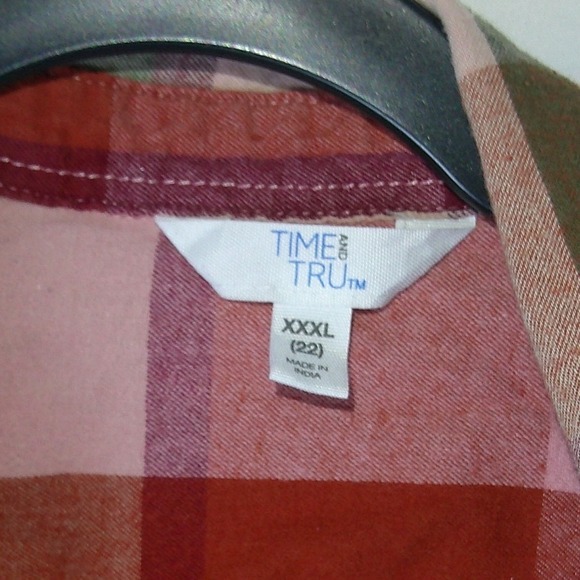 TIME AND
TRU™
XXXL
(22)
MADE IN
INDIA